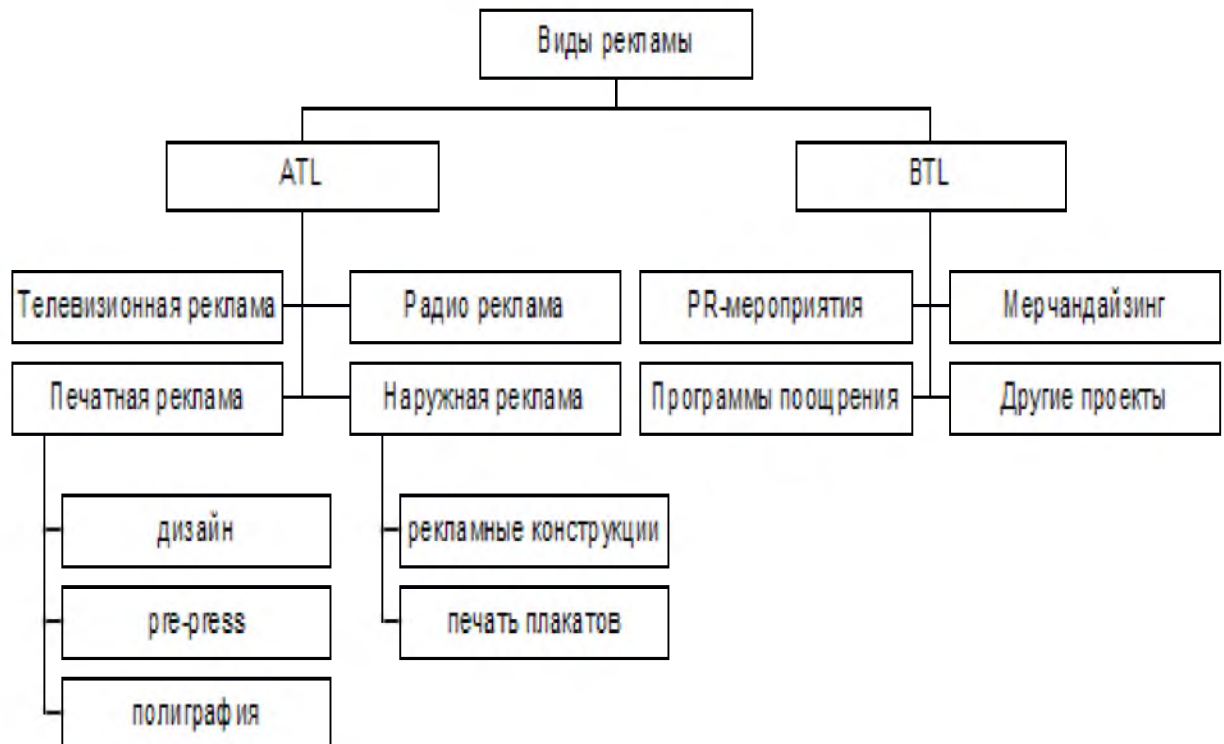 Виды рекламы
ATL
BTL
Телевизионная реклама
Радио реклама
PR-мероприятия
Мерчандайзинг
Печатная реклама
Наружная реклама
Программы поощрения
Другие проекты
дизайн
рекламные конструкции
pre-press
печать плакатов
полиграфия